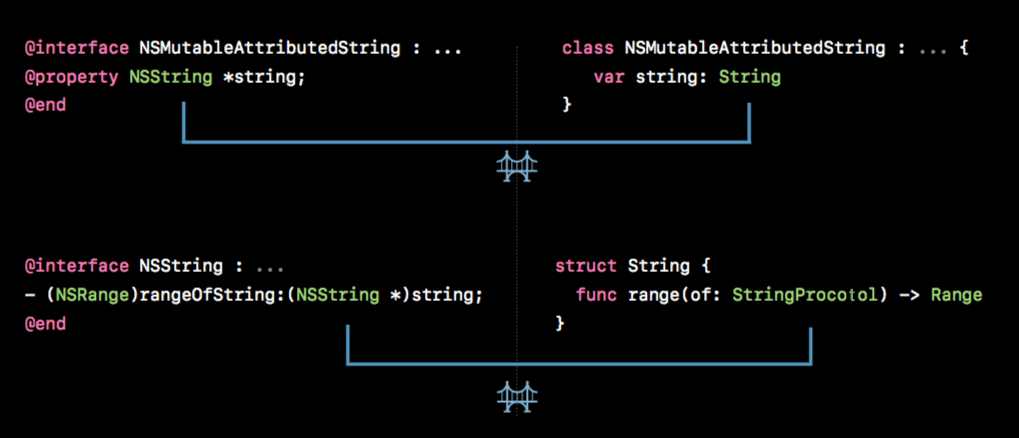 @interface NSMutableAttributedString : ...
@property NSString *string;
@end
class NSMutableAttributedString : ... {
var string: String
}
@interface NSString : ...
- (NSRange)rangeOfString:(NSString *)string;
@end
struct String {
func range(of: StringProcotol) -> Range
}